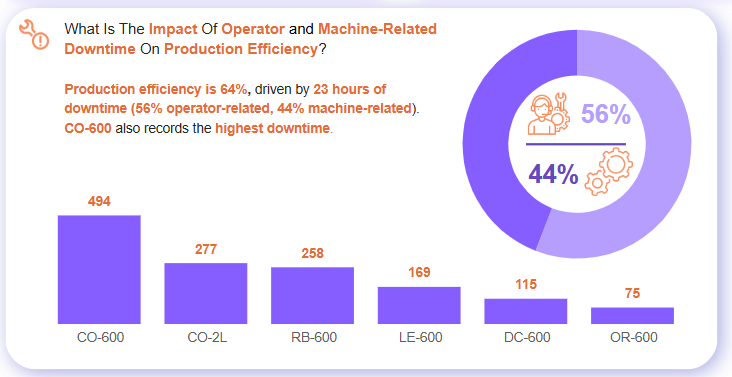 What Is The Impact Of Operator and Machine-Related
Downtime On Production Efficiency?
Production efficiency is 64%, driven by 23 hours of
downtime (56% operator-related, 44% machine-related).
CO-600 also records the highest downtime.
56%
44%
494
277
258
169
115
75
CO-600
CO-2L
RB-600
LE-600
DC-600
OR-600